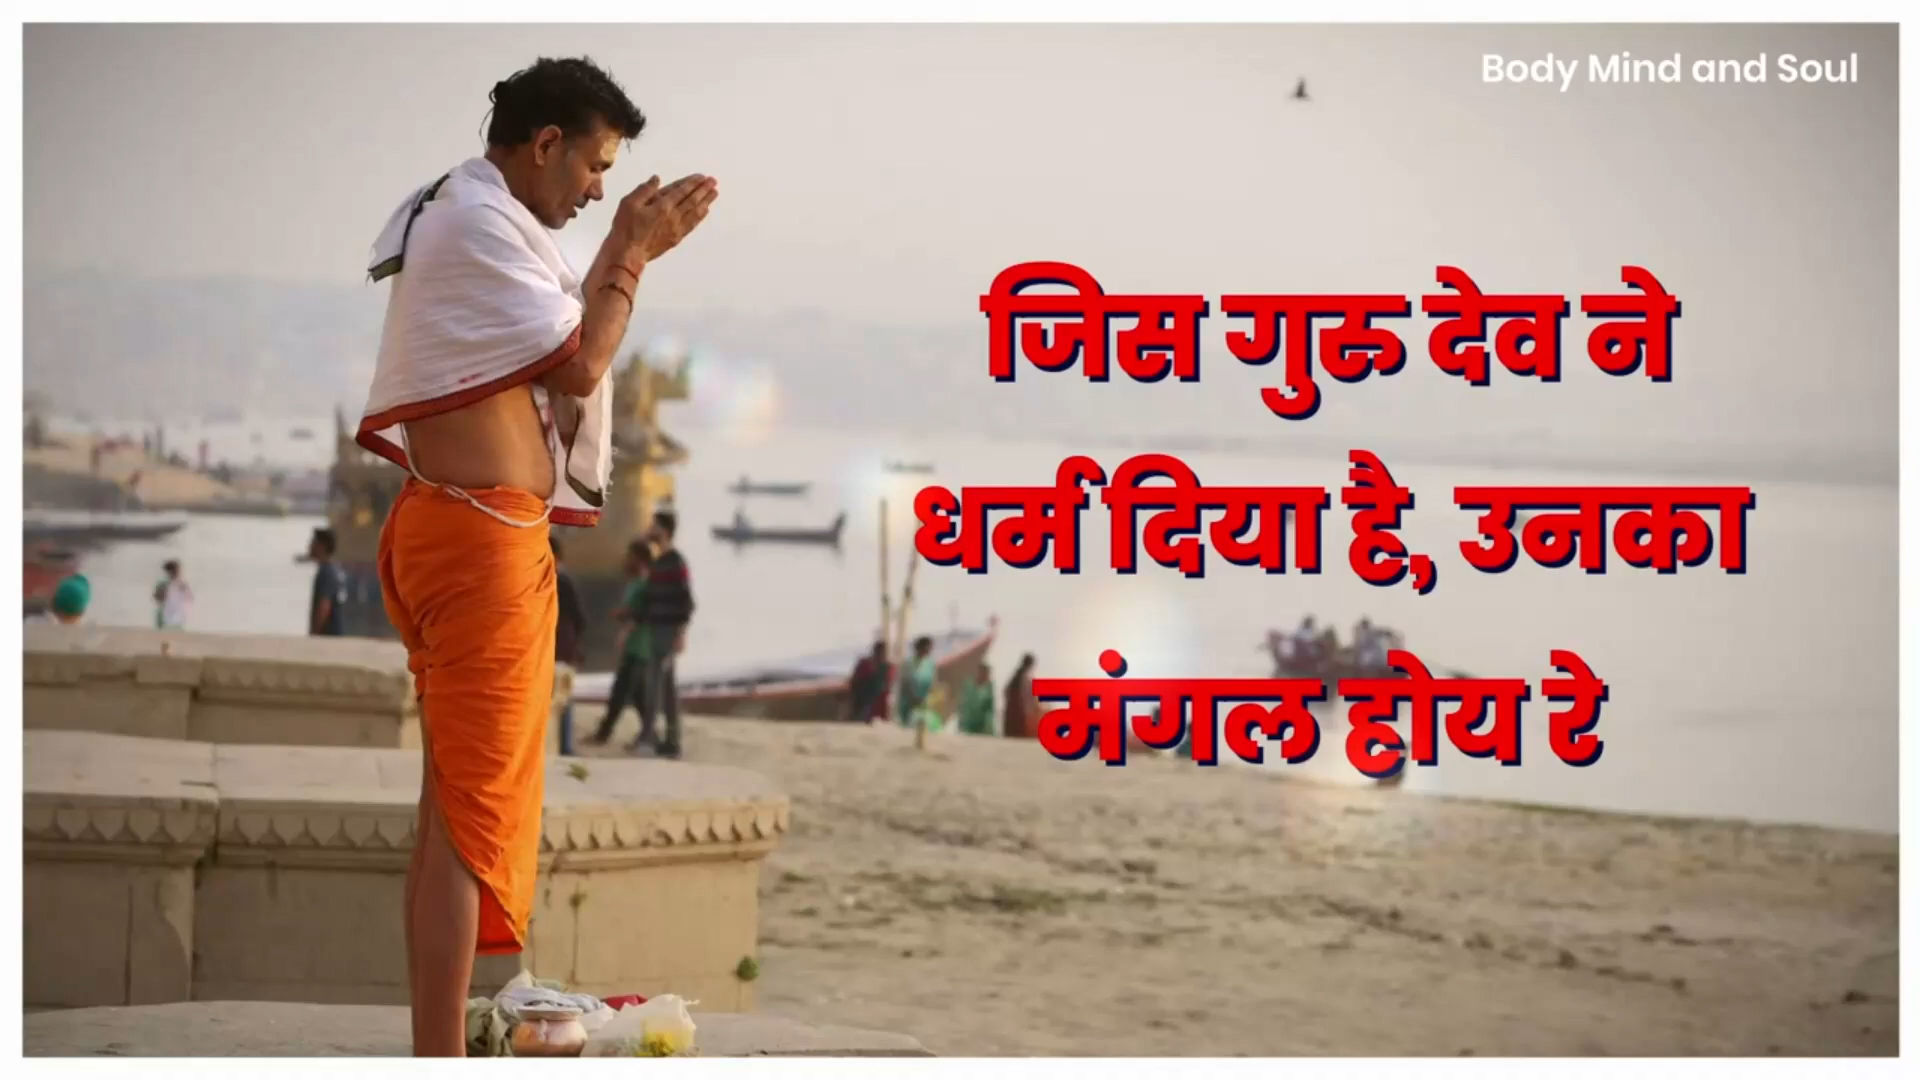 Body Mind and Soul
जिस गुरु देव ने
धर्म दिया है, उनका
मंगल होय रे